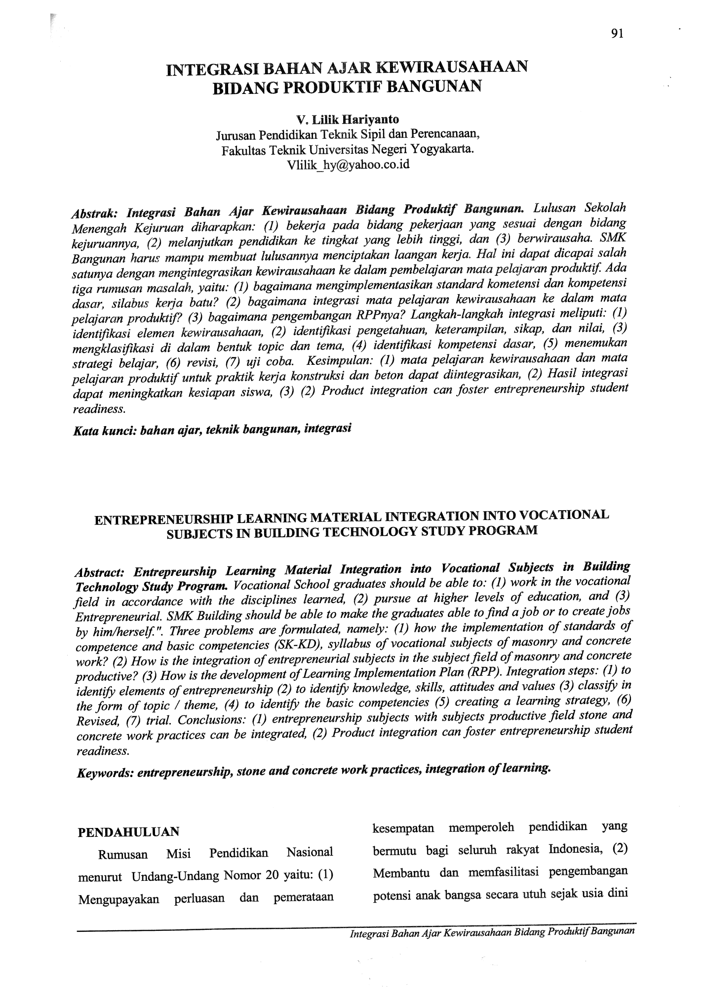 91
INTEGRASI BAHAN AJAR KEWIRAUSAHAAN
BIDANG PRODUKTIF BANGUNAN
V. Lilik Hariyanto
Jurusan Pendidikan Teknik Sipil dan Perencanaan,
Fakultas Teknik Universitas Negeri Yogyakarta.
Vlilik_hy@yahoo.co.id
Abstrak: Integrasi Bahan Ajar Kewirausahaan Bidang Produktif Bangunan. Lulusan Sekolah
Menengah Kejuruan diharapkan: (1) bekerja pada bidang pekerjaan yang sesuai dengan bidang
kejuruannya, (2) melanjutkan pendidikan ke tingkat yang lebih tinggi, dan (3) berwirausaha. SMK
Bangunan harus mampu membuat lulusannya menciptakan laangan kerja. Hal ini dapat dicapai salah
satunya dengan mengintegrasikan kewirausahaan ke dalam pembelajaran mata pelajaran produktif. Ada
tiga rumusan masalah, yaitu: (1) bagaimana mengimplementasikan standard kometensi dan kompetensi
dasar, silabus kerja batu? (2) bagaimana integrasi mata pelajaran kewirausahaan ke dalam mata
pelajaran produktif? (3) bagaimana pengembangan RPPnya? Langkah-langkah integrasi meliputi: (1)
identifikasi elemen kewirausahaan, (2) identifikasi pengetahuan, keterampilan, sikap, dan nilai, (3)
mengklasifikasi di dalam bentuk topic dan tema, (4) identifikasi kompetensi dasar, (5) menemukan
strategi belajar, (6) revisi, (7) uji coba. Kesimpulan: (1) mata pelajaran kewirausahaan dan mata
pelajaran produktif untuk praktik kerja konstruksi dan beton dapat diintegrasikan, (2) Hasil integrasi
dapat meningkatkan kesiapan siswa, (3) (2) Product integration can foster entrepreneurship student
readiness.
Kata kunci: bahan ajar, teknik bangunan, integrasi
ENTREPRENEURSHIP LEARNING MATERIAL INTEGRATION INTO VOCATIONAL
SUBJECTS IN BUILDING TECHNOLOGY STUDY PROGRAM
Abstract: Entrepreurship Learning Material Integration into Vocational Subjects in Building
Technology Study Program. Vocational School graduates should be able to: (1) work in the vocational
field in accordance with the disciplines learned, (2) pursue at higher levels of education, and (3)
Entrepreneurial. SMK Building should be able to make the graduates able to find a job or to create jobs
by him/herself.". Three problems are formulated, namely: (1) how the implementation of standards of
competence and basic competencies (SK-KD), syllabus of vocational subjects of masonry and concrete
work? (2) How is the integration of entrepreneurial subjects in the subject field of masonry and concrete
productive? (3) How is the development of Learning Implementation Plan (RPP). Integration steps: (1) to
identify elements of entrepreneurship (2) to identify knowledge, skills, attitudes and values (3) classify in
the form of topic / theme, (4) to identify the basic competencies (5) creating a learning strategy, (6)
Revised, (7) trial. Conclusions: (1) entrepreneurship subjects with subjects productive field stone and
concrete work practices can be integrated, (2) Product integration can foster entrepreneurship student
readiness.
Keywords: entrepreneurship, stone and concrete work practices, integration of learning.
PENDAHULUAN
Rumusan Misi Pendidikan Nasional
menurut Undang-Undang Nomor 20 yaitu: (1)
Mengupayakan perluasan dan pemerataan
kesempatan memperoleh pendidikan yang
bermutu bagi seluruh rakyat Indonesia, (2)
Membantu dan memfasilitasi pengembangan
potensi anak bangsa secara utuh sejak usia dini
Integrasi Bahan Ajar Kewirausahaan Bidang Produktif Bangunan